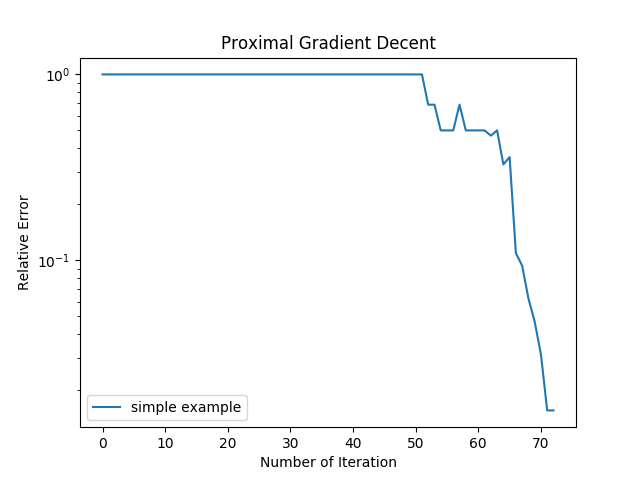 Proximal Gradient Decent
10⁰
10⁻¹
Relative Error
simple example
0 10 20 30 40 50 60 70
Number of Iteration